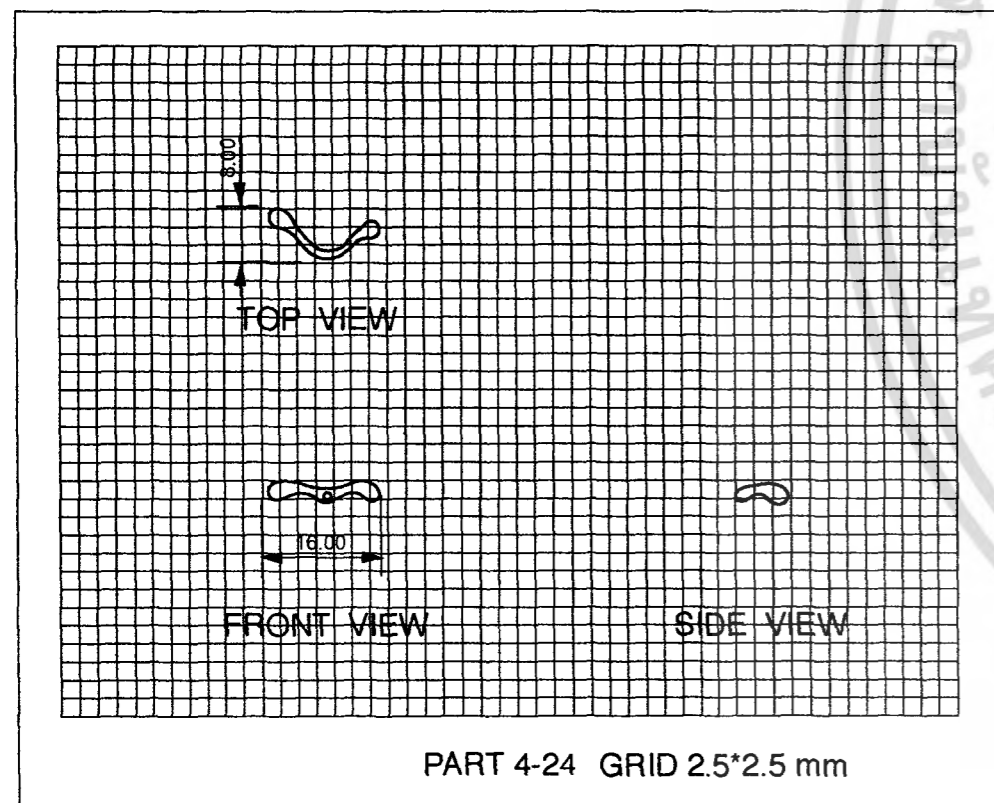 8.00
TOP VIEW
16.00
FRONT VIEW
SIDE VIEW
PART 4-24 GRID 2.5*2.5 mm